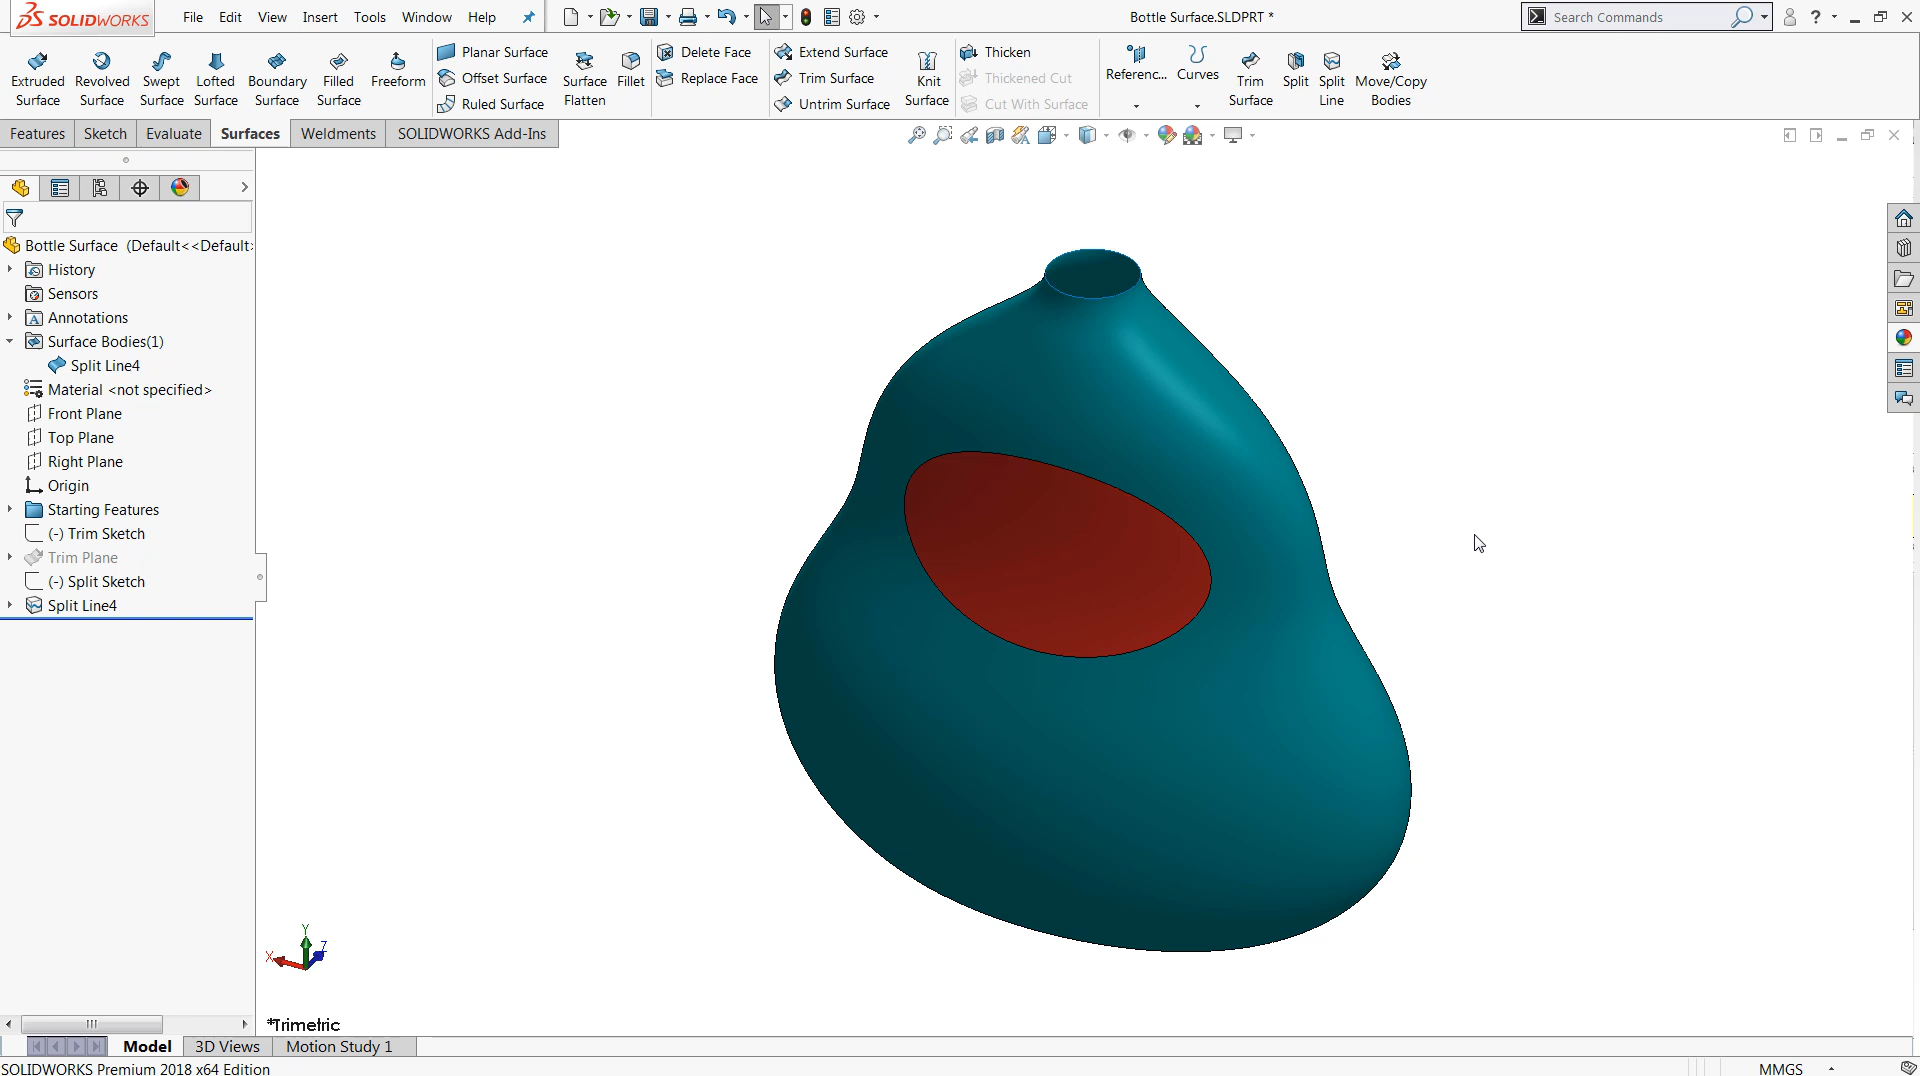 SOLIDWORKS
File Edit View Insert Tools Window Help
Bottle Surface.SLDPRT *
Search Commands
Extruded Surface
Revolved Surface
Swept Surface
Lofted Surface
Boundary Surface
Filled Surface
Freeform
Planar Surface
Offset Surface
Ruled Surface
Surface Flatten
Fillet
Delete Face
Replace Face
Extend Surface
Trim Surface
Untrim Surface
Knit Surface
Thicken
Thickened Cut
Cut With Surface
Referenc...
Curves
Trim Surface
Split
Split Line
Move/Copy Bodies
Features Sketch Evaluate Surfaces Weldments SOLIDWORKS Add-Ins
Bottle Surface (Default<<Default>
History
Sensors
Annotations
Surface Bodies(1)
Split Line4
Material <not specified>
Front Plane
Top Plane
Right Plane
Origin
Starting Features
(-) Trim Sketch
Trim Plane
(-) Split Sketch
Split Line4
Y
X
Z
*Trimetric
Model 3D Views Motion Study 1
SOLIDWORKS Premium 2018 x64 Edition
MMGS